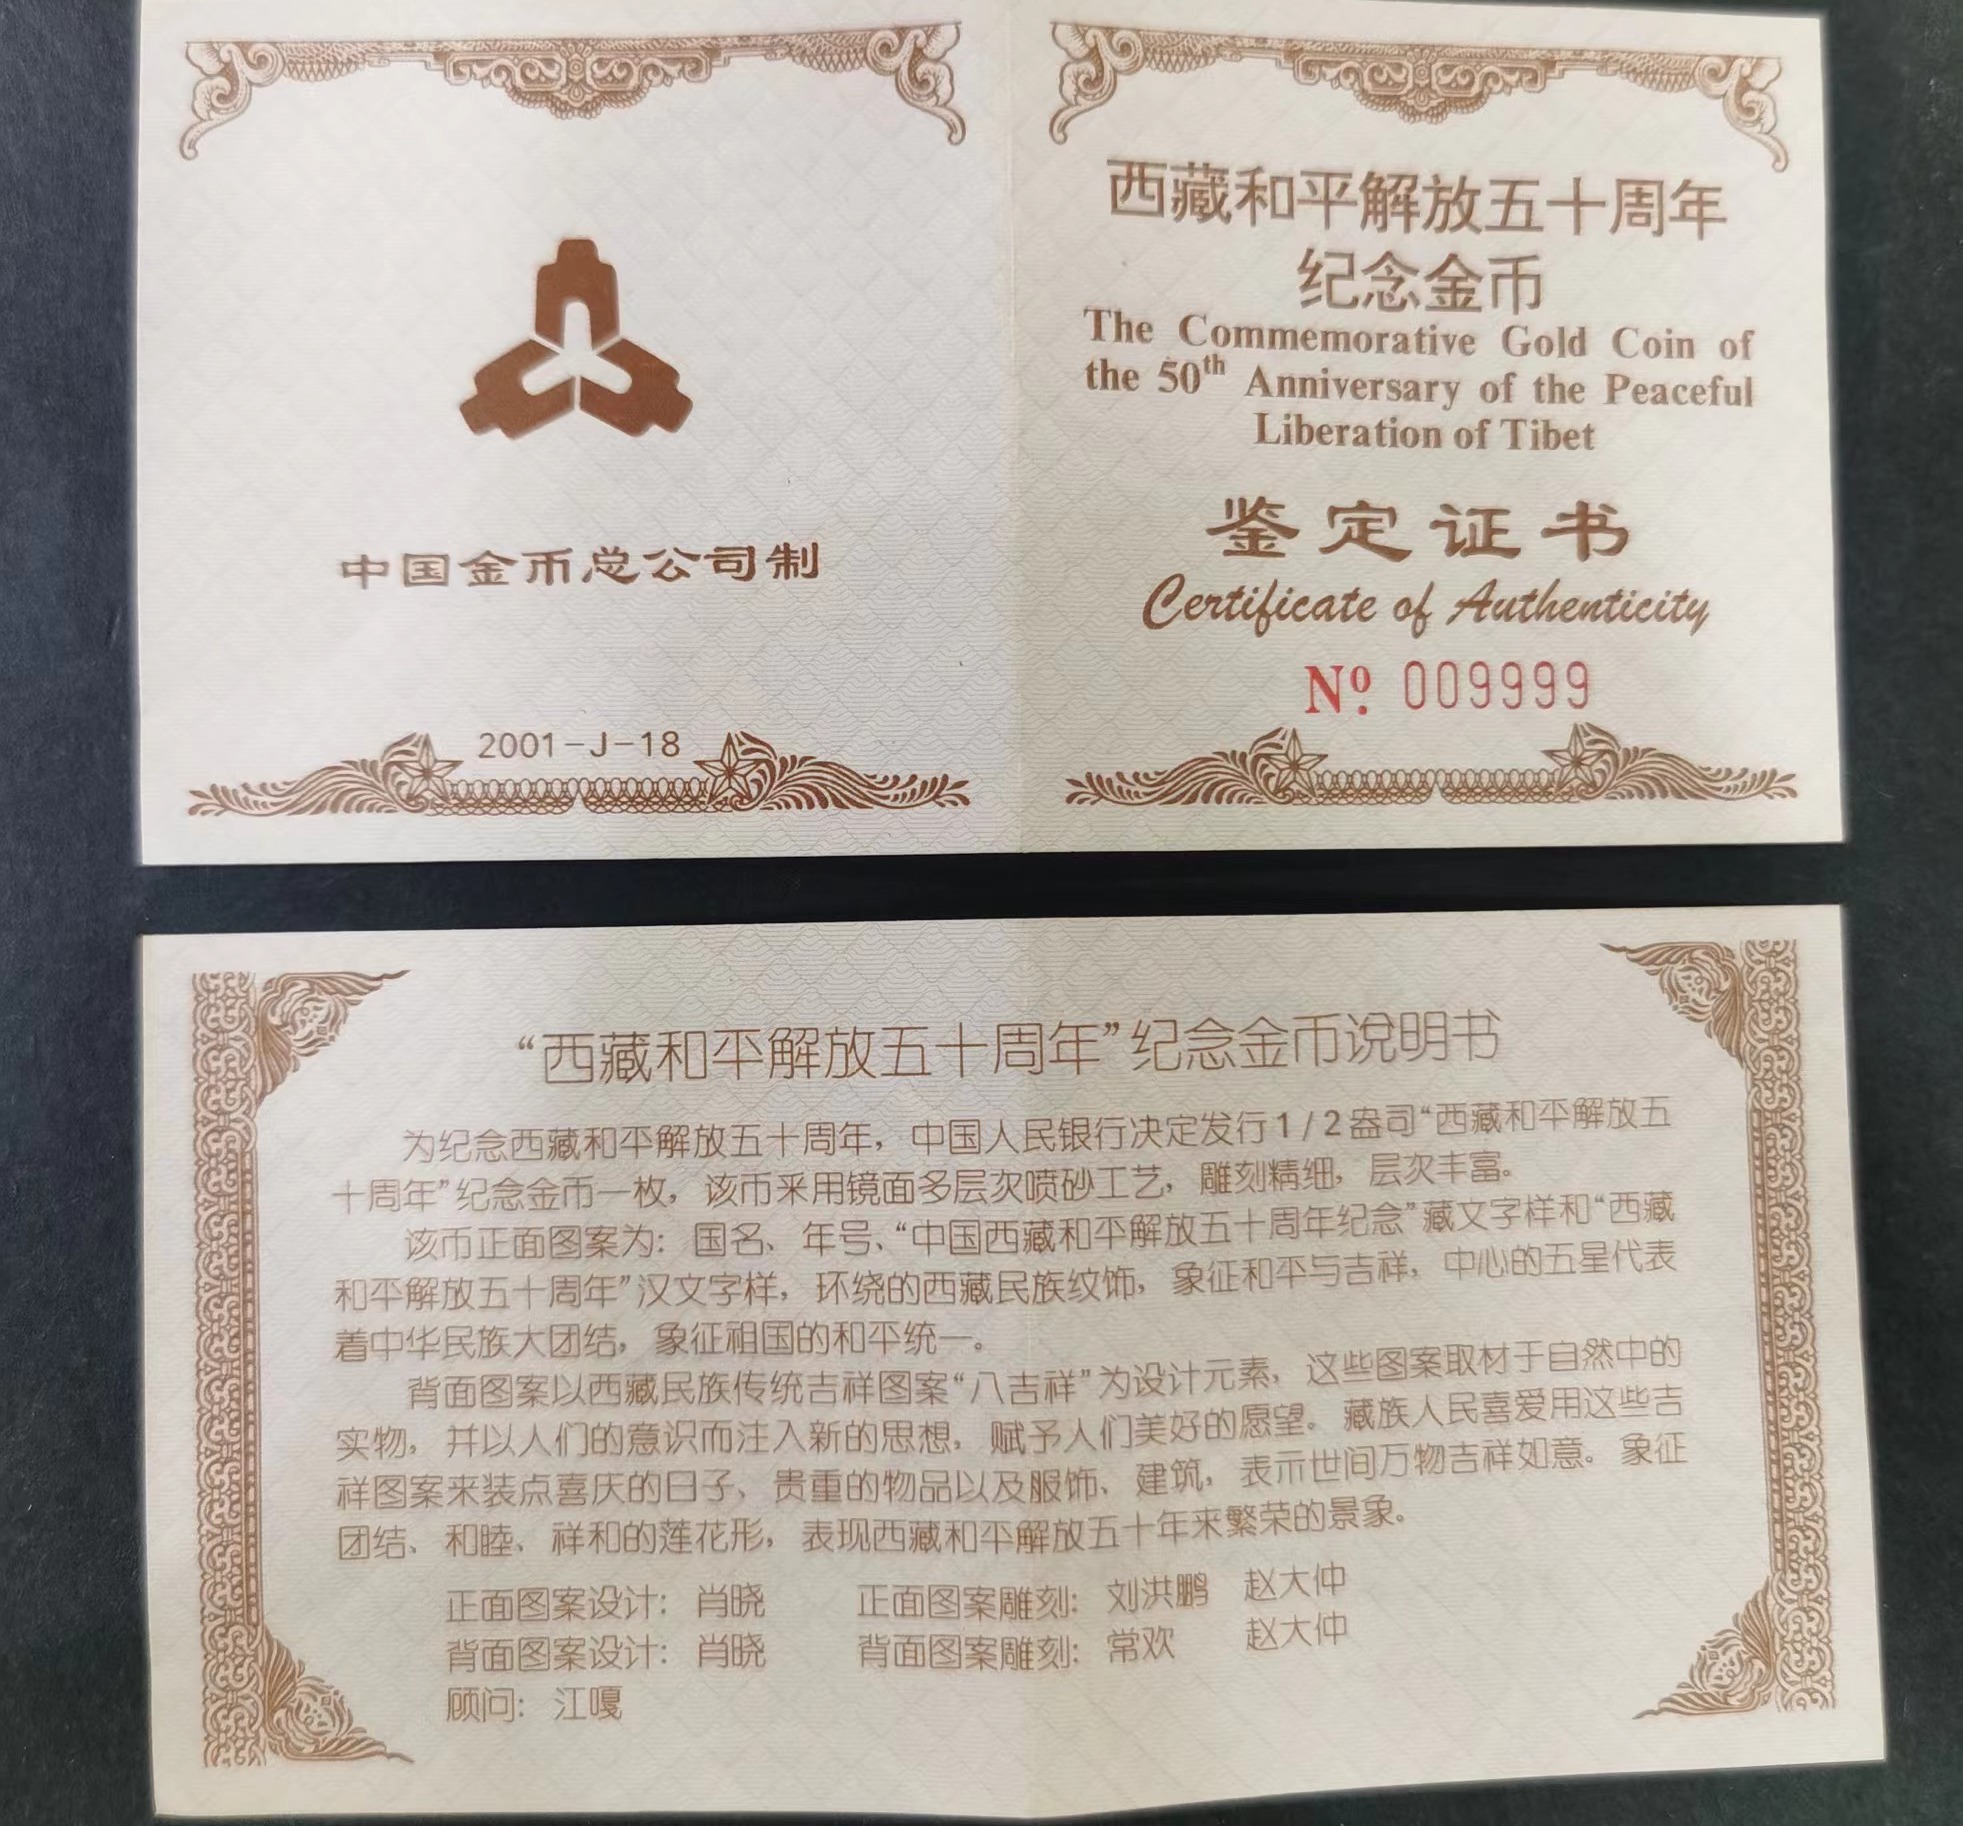 中国金币总公司制
2001-J-18
西藏和平解放五十周年
纪念金币
The Commemorative Gold Coin of
the 50th Anniversary of the Peaceful
Liberation of Tibet
鉴定证书
Certificate of Authenticity
№ 009999
“西藏和平解放五十周年”纪念金币说明书
为纪念西藏和平解放五十周年，中国人民银行决定发行1/2盎司“西藏和平解放五
十周年”纪念金币一枚，该币采用镜面多层次喷砂工艺，雕刻精细，层次丰富。
该币正面图案为：国名、年号、“中国西藏和平解放五十周年纪念”藏文字样和“西藏
和平解放五十周年”汉文字样，环绕的西藏民族纹饰，象征和平与吉祥，中心的五星代表
着中华民族大团结，象征祖国的和平统一。
背面图案以西藏民族传统吉祥图案“八吉祥”为设计元素，这些图案取材于自然中的
实物，并以人们的意识而注入新的思想，赋予人们美好的愿望。藏族人民喜爱用这些吉
祥图案来装点喜庆的日子、贵重的物品以及服饰、建筑，表示世间万物吉祥如意。象征
团结、和睦、祥和的莲花形，表现西藏和平解放五十年来繁荣的景象。
正面图案设计：肖晓 正面图案雕刻：刘洪鹏 赵大仲
背面图案设计：肖晓 背面图案雕刻：常欢 赵大仲
顾问：江嘎